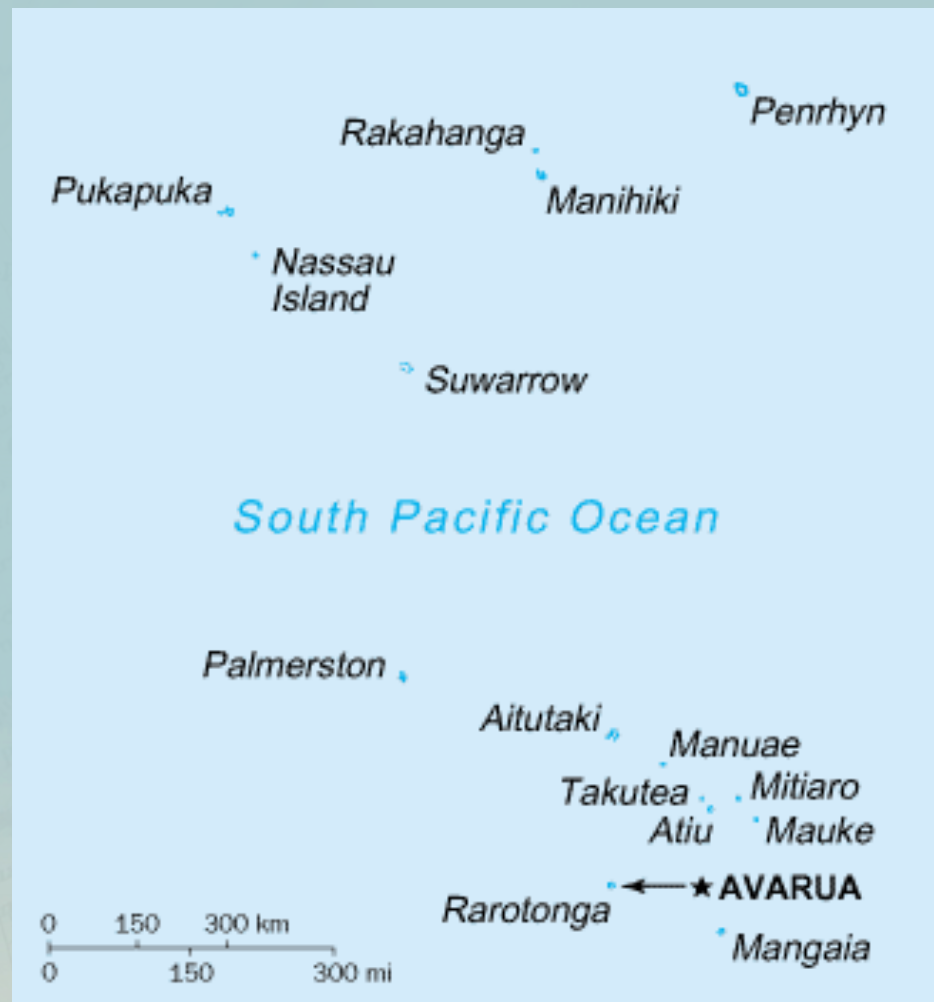 Penrhyn
Rakahanga
Pukapuka
Manihiki
Nassau
Island
Suwarrow
South Pacific Ocean
Palmerston
Aitutaki
Manuae
Takutea
Mitiaro
Atiu
Mauke
AVARUA
Rarotonga
Mangaia
0 150 300 km
0 150 300 mi